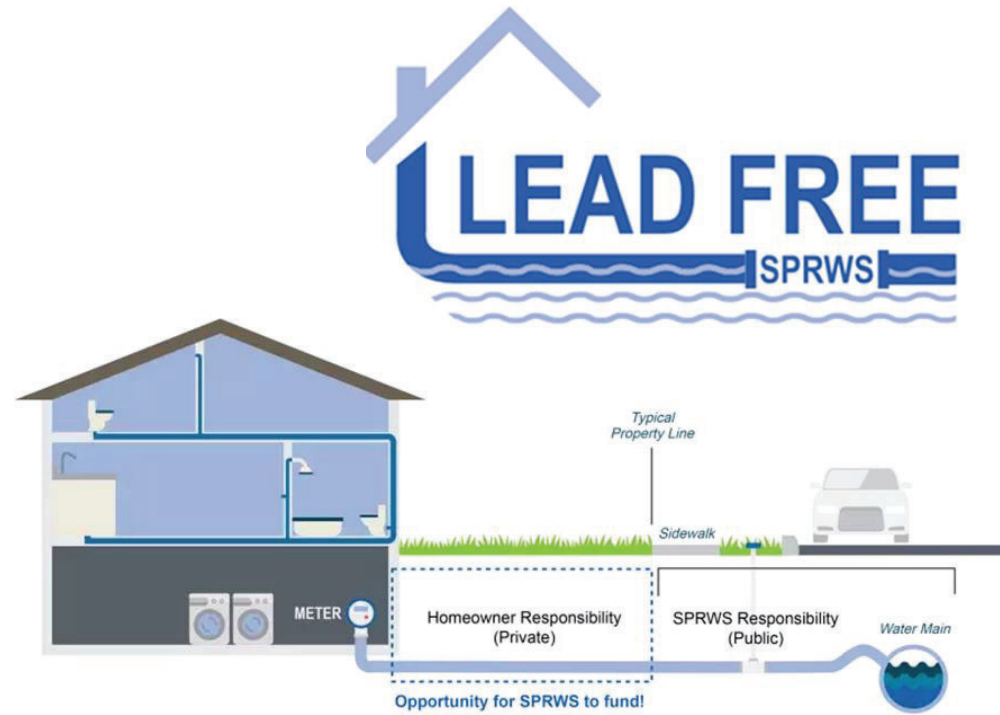 LEAD FREE
SPRWS
Typical
Property Line
Sidewalk
METER
Homeowner Responsibility
(Private)
SPRWS Responsibility
(Public)
Water Main
Opportunity for SPRWS to fund!